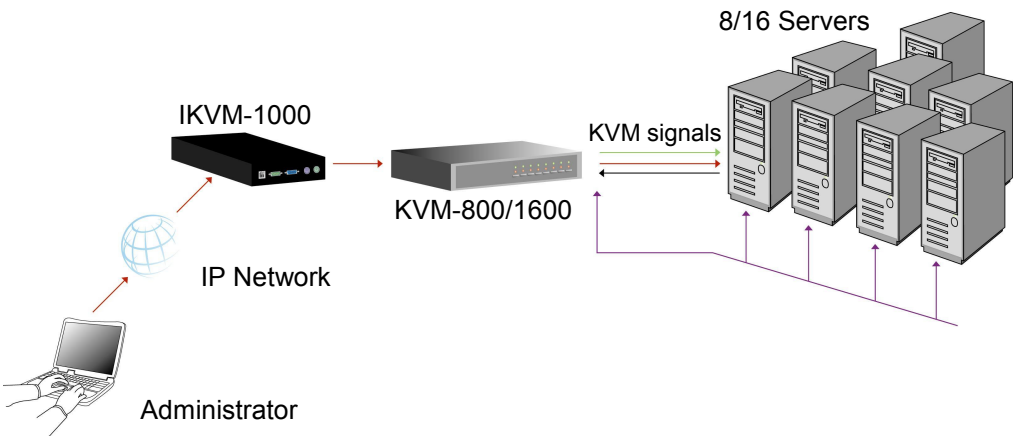 8/16 Servers
IKVM-1000
KVM signals
KVM-800/1600
IP Network
Administrator